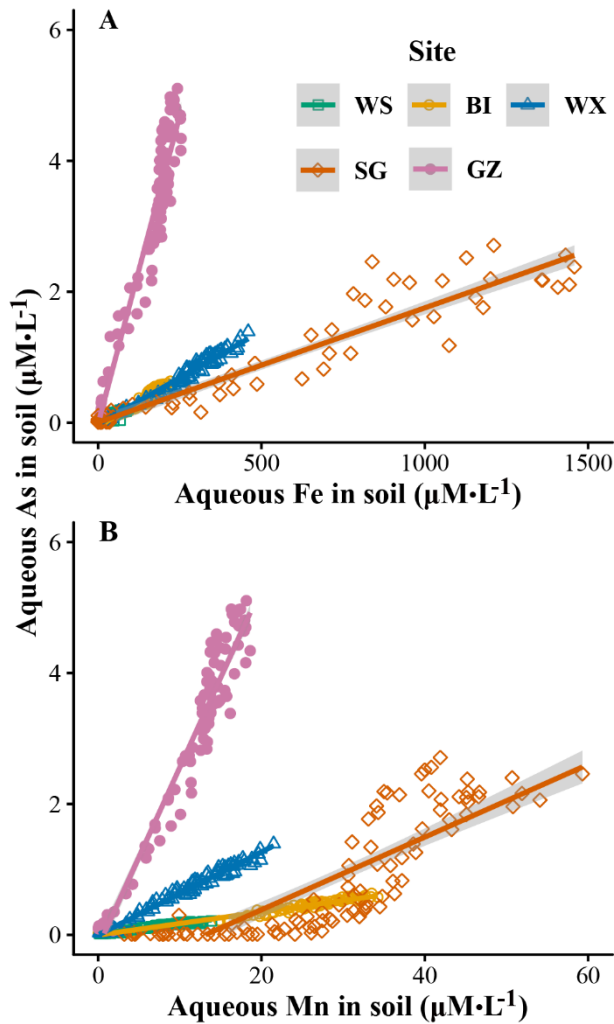 A
Site
WS BI WX
SG GZ
6
4
2
0
0 500 1000 1500
Aqueous Fe in soil (μM·L⁻¹)
Aqueous As in soil (μM·L⁻¹)
B
6
4
2
0
0 20 40 60
Aqueous Mn in soil (μM·L⁻¹)